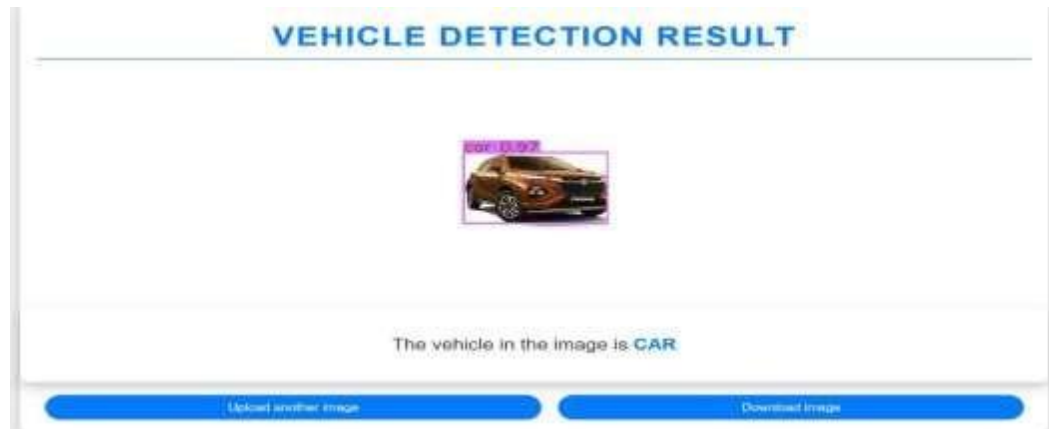 VEHICLE DETECTION RESULT
car 0.97
The vehicle in the image is CAR
Upload another image
Download image